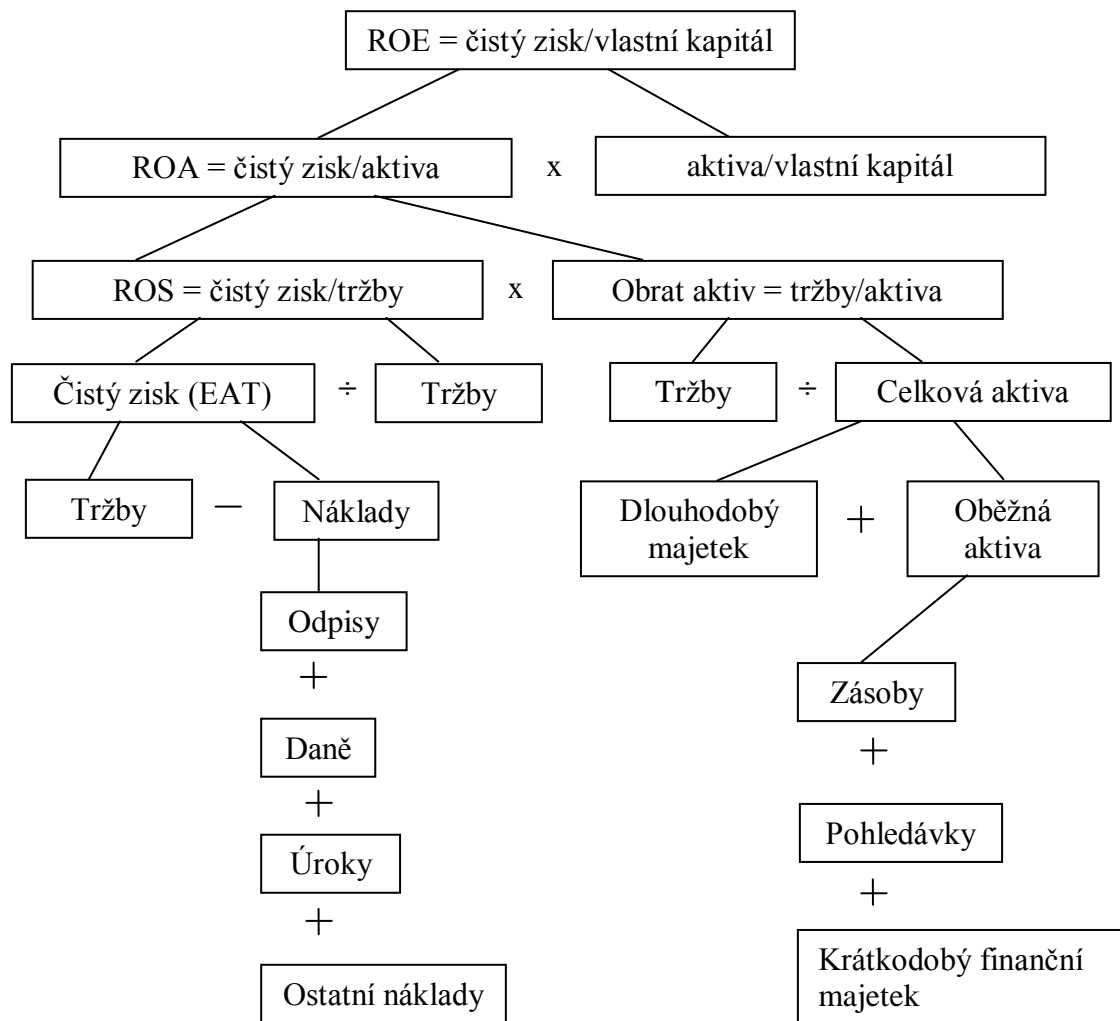 ROE = čistý zisk/vlastní kapitál
ROA = čistý zisk/aktiva x aktiva/vlastní kapitál
ROS = čistý zisk/tržby x Obrat aktiv = tržby/aktiva
Čistý zisk (EAT) ÷ Tržby Tržby ÷ Celková aktiva
Tržby − Náklady
Dlouhodobý
majetek
+
Oběžná
aktiva
Odpisy
+
Daně
+
Úroky
+
Ostatní náklady
Zásoby
+
Pohledávky
+
Krátkodobý finanční
majetek